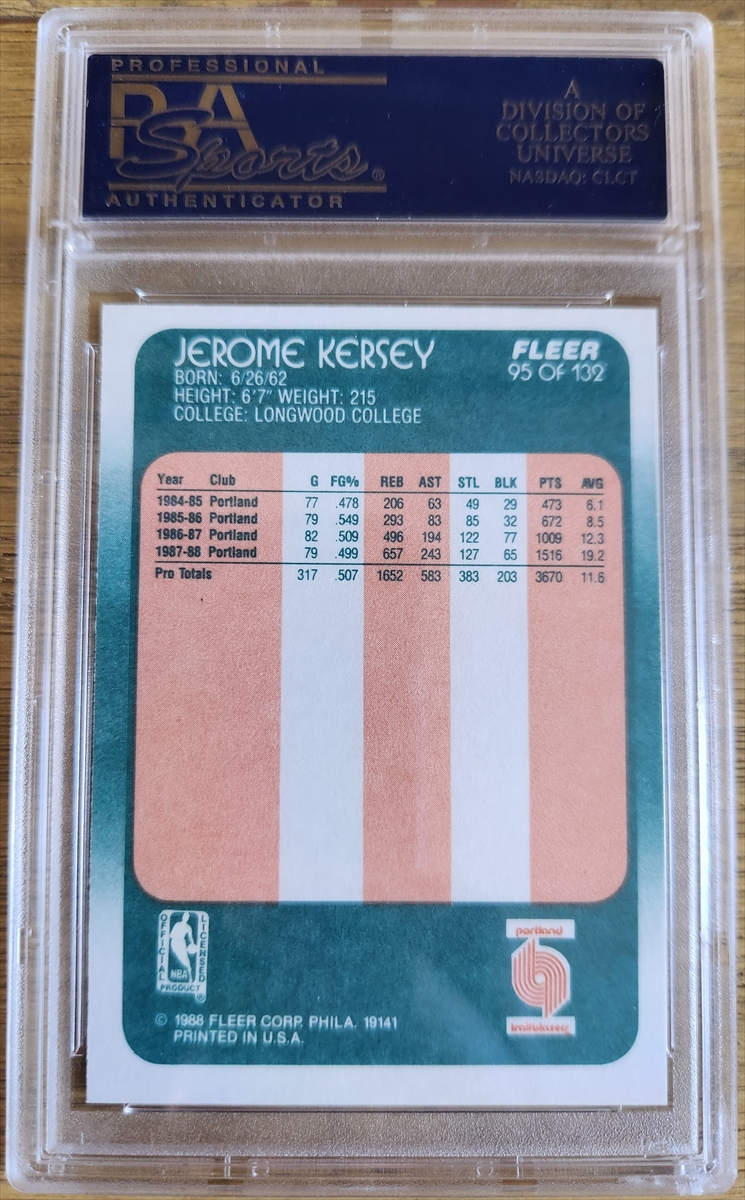 PROFESSIONAL
PSA
Sports®
AUTHENTICATOR
A
DIVISION OF
COLLECTORS
UNIVERSE
NASDAQ: CLCT
JEROME KERSEY
BORN: 6/26/62
HEIGHT: 6'7" WEIGHT: 215
COLLEGE: LONGWOOD COLLEGE
FLEER
95 OF 132
Year Club G FG% REB AST STL BLK PTS AVG
1984-85 Portland 77 .478 206 63 49 29 473 6.1
1985-86 Portland 79 .549 293 83 85 32 672 8.5
1986-87 Portland 82 .509 496 194 122 77 1009 12.3
1987-88 Portland 79 .499 657 243 127 65 1516 19.2
Pro Totals 317 .507 1652 583 383 203 3670 11.6
OFFICIAL
LICENSED
NBA
PRODUCT
®
portland
trailblazers
© 1988 FLEER CORP. PHILA. 19141
PRINTED IN U.S.A.